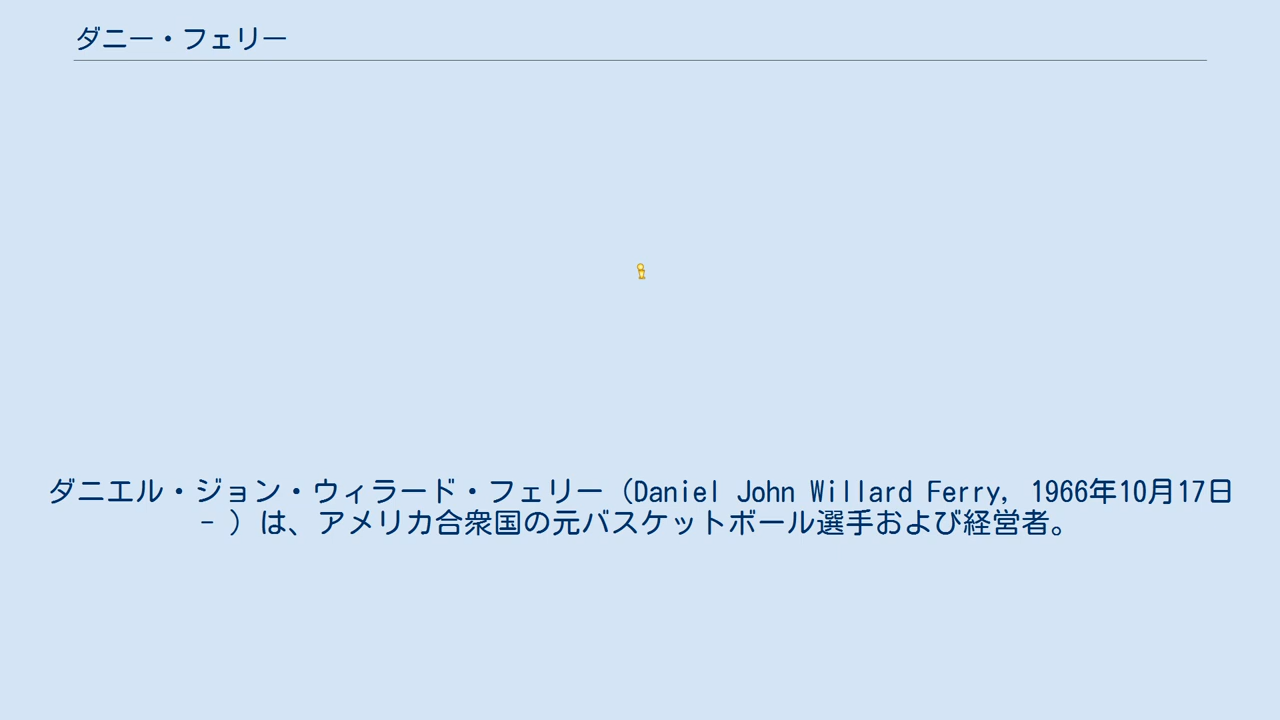 ダニー・フェリー
ダニエル・ジョン・ウィラード・フェリー（Daniel John Willard Ferry, 1966年10月17日
- ）は、アメリカ合衆国の元バスケットボール選手および経営者。